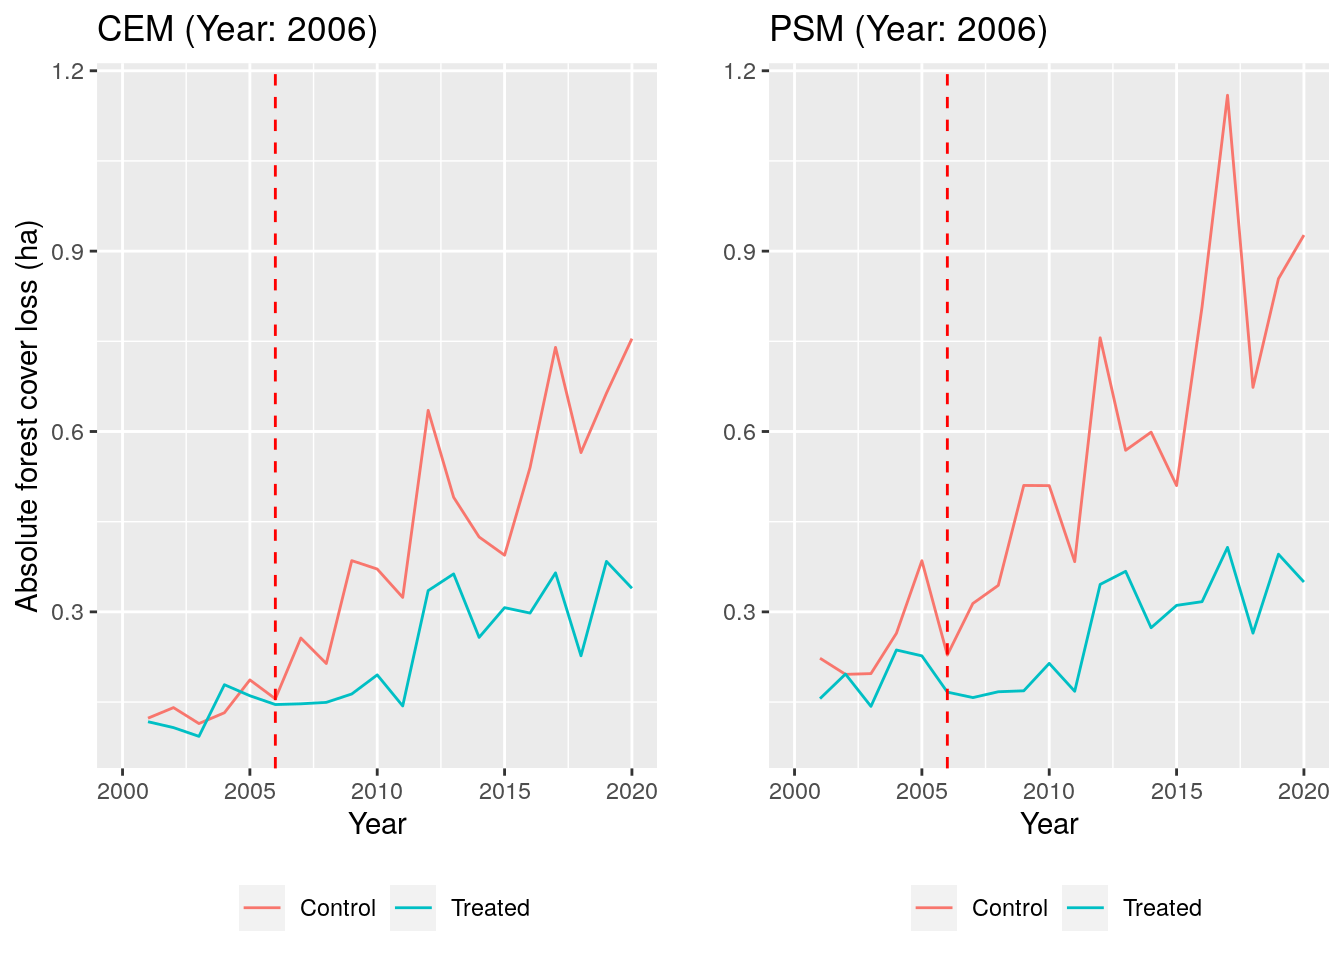 CEM (Year: 2006)
PSM (Year: 2006)
Absolute forest cover loss (ha)
1.2
0.9
0.6
0.3
2000 2005 2010 2015 2020
Year
Control Treated
1.2
0.9
0.6
0.3
2000 2005 2010 2015 2020
Year
Control Treated